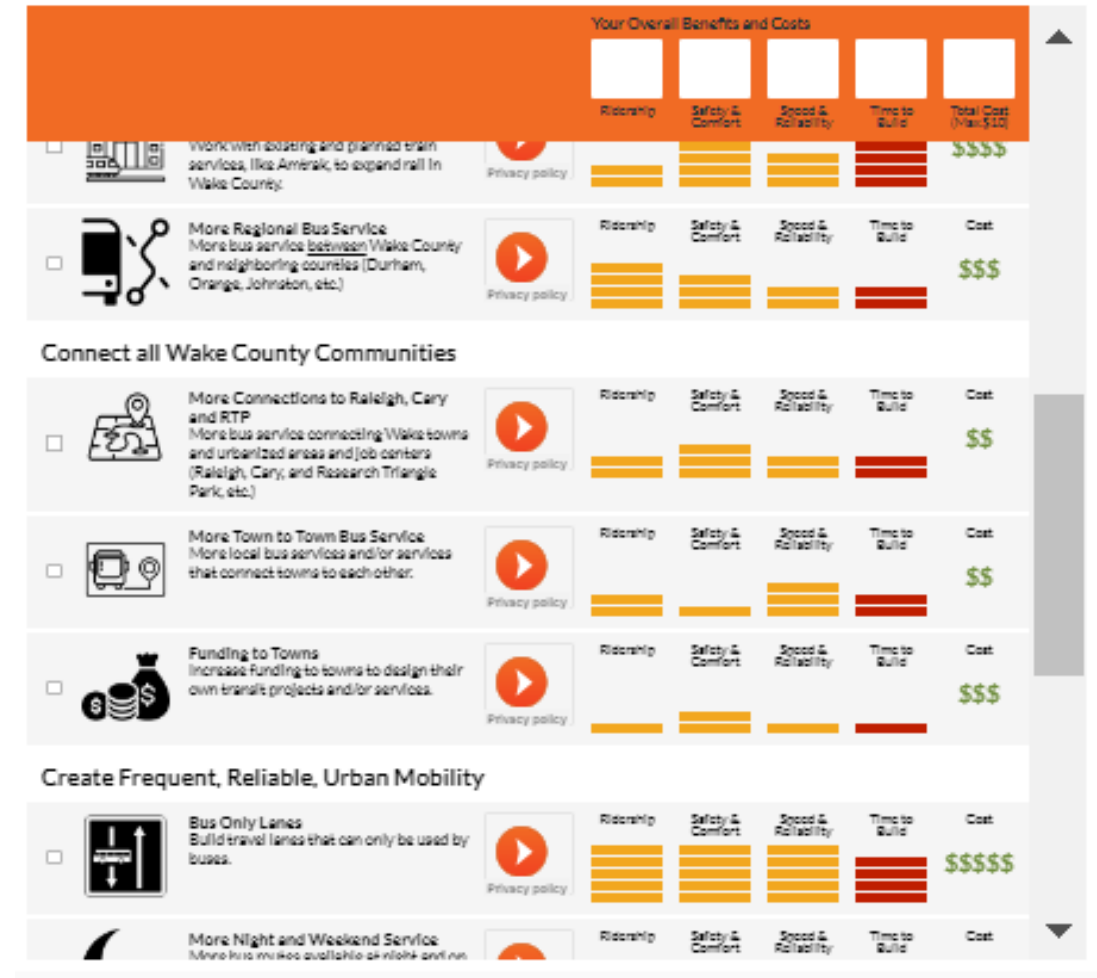 Your Overall Benefits and Costs
Ridership
Safety & Comfort
Speed & Reliability
Time to Build
Total Cost (Max $10)
Work with existing and planned train
services, like Amtrak, to expand rail in
Wake County.
Privacy policy
$$$$
More Regional Bus Service
More bus service between Wake County
and neighboring counties (Durham,
Orange, Johnston, etc.)
Privacy policy
Ridership
Safety & Comfort
Speed & Reliability
Time to Build
Cost
$$$
Connect all Wake County Communities
More Connections to Raleigh, Cary
and RTP
More bus service connecting Wake towns
and urbanized areas and job centers
(Raleigh, Cary, and Research Triangle
Park, etc.)
Privacy policy
Ridership
Safety & Comfort
Speed & Reliability
Time to Build
Cost
$$
More Town to Town Bus Service
More local bus services and/or services
that connect towns to each other.
Privacy policy
Ridership
Safety & Comfort
Speed & Reliability
Time to Build
Cost
$$
Funding to Towns
Increase funding to towns to design their
own transit projects and/or services.
Privacy policy
Ridership
Safety & Comfort
Speed & Reliability
Time to Build
Cost
$$$
Create Frequent, Reliable, Urban Mobility
Bus Only Lanes
Build travel lanes that can only be used by
buses.
Privacy policy
Ridership
Safety & Comfort
Speed & Reliability
Time to Build
Cost
$$$$$
More Night and Weekend Service
More bus routes available at night and on
Ridership
Safety & Comfort
Speed & Reliability
Time to Build
Cost